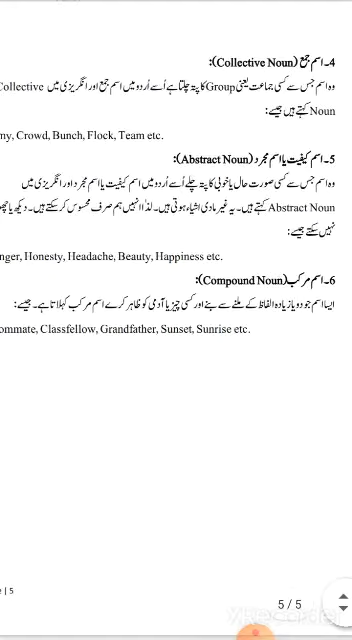 4۔اسم جمع (Collective Noun):
وہ اسم جس سے کسی جماعت یعنی Group کا پتہ چلتا ہے اُسے اُردو میں اسم جمع اور انگریزی میں Collective
Noun کہتے ہیں جیسے:
my, Crowd, Bunch, Flock, Team etc.
5۔اسم کیفیت یا اسم مجرد (Abstract Noun):
وہ اسم جس سے کسی صورت حال یا خوبی کا پتہ چلے اُسے اُردو میں اسم کیفیت یا اسم مجرد اور انگریزی میں
Abstract Noun کہتے ہیں۔ یہ غیر مادی اشیاء ہوتی ہیں۔ لہٰذا انہیں ہم صرف محسوس کر سکتے ہیں۔ دیکھ یا چھو
نہیں سکتے جیسے:
nger, Honesty, Headache, Beauty, Happiness etc.
6۔اسم مرکب (Compound Noun):
ایسا اسم جو دو یا زیادہ الفاظ کے ملنے سے بنے اور کسی چیز یا آدمی کو ظاہر کرے اسم مرکب کہلاتا ہے۔ جیسے:
ommate, Classfellow, Grandfather, Sunset, Sunrise etc.
e | 5
5 / 5